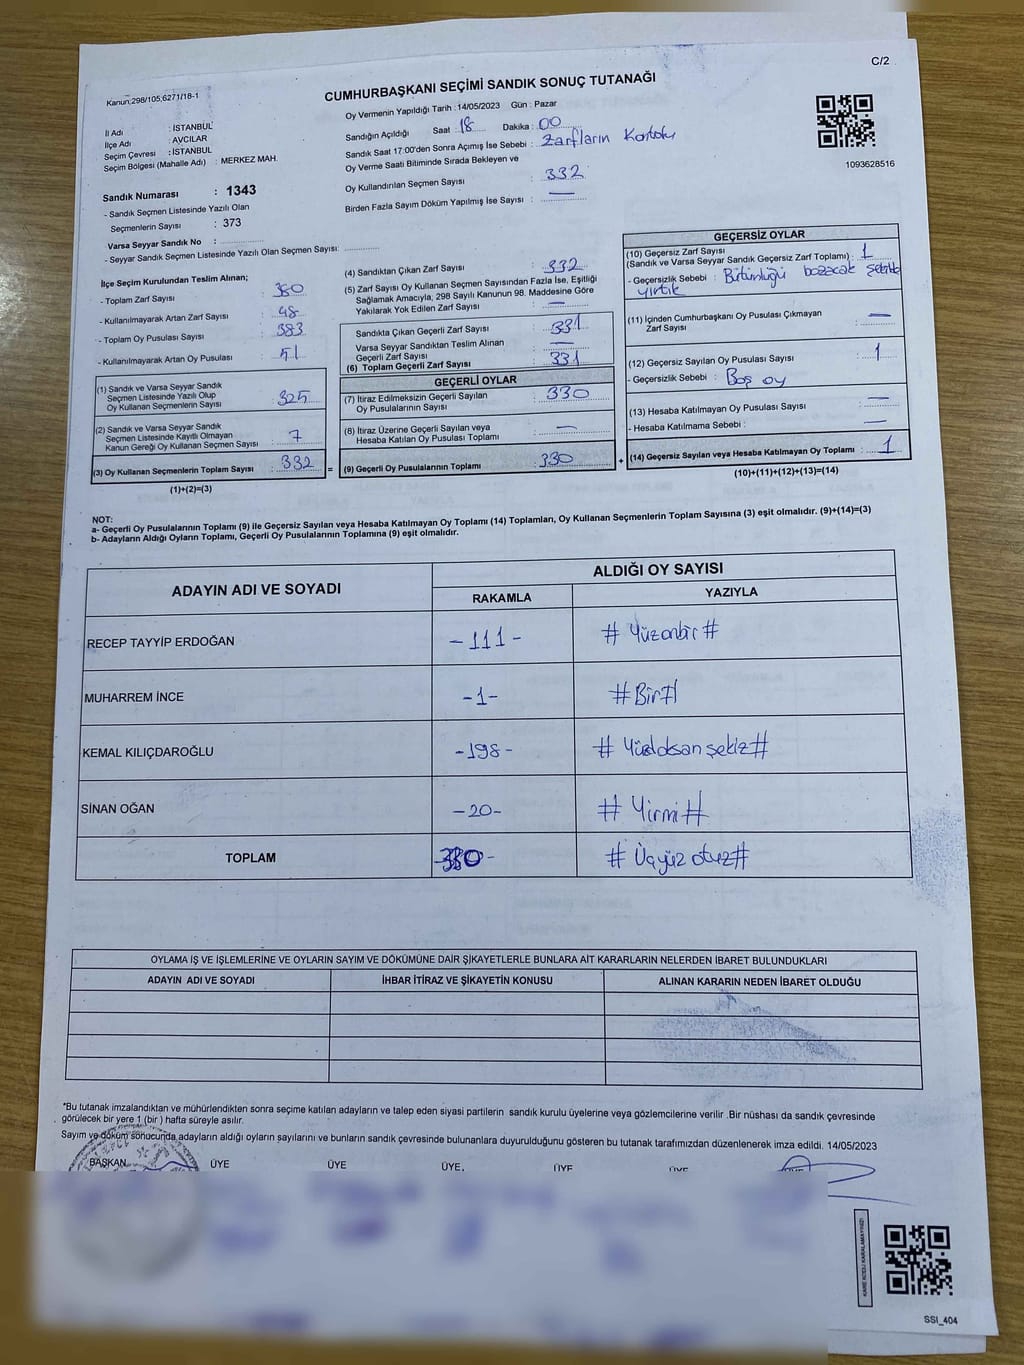 C/2
Kanun:298/105,6271/18-1
CUMHURBAŞKANI SEÇİMİ SANDIK SONUÇ TUTANAĞI
İl Adı : İSTANBUL
İlçe Adı : AVCILAR
Seçim Çevresi : İSTANBUL
Seçim Bölgesi (Mahalle Adı) : MERKEZ MAH.
Oy Vermenin Yapıldığı Tarih : 14/05/2023 Gün : Pazar
Sandığın Açıldığı Saat 18 Dakika : 00
Sandık Saat 17:00'den Sonra Açımış İse Sebebi : Zarfların Kontolu
Oy Verme Saati Bitiminde Sırada Bekleyen ve
Oy Kullandırılan Seçmen Sayısı : 332
Birden Fazla Sayım Döküm Yapılmış İse Sayısı : —
1093628516
Sandık Numarası : 1343
- Sandık Seçmen Listesinde Yazılı Olan
Seçmenlerin Sayısı : 373
Varsa Seyyar Sandık No :
- Seyyar Sandık Seçmen Listesinde Yazılı Olan Seçmen Sayısı:
İlçe Seçim Kurulundan Teslim Alınan;
- Toplam Zarf Sayısı : 380
- Kullanılmayarak Artan Zarf Sayısı : 48
- Toplam Oy Pusulası Sayısı : 383
- Kullanılmayarak Artan Oy Pusulası : 51
(1) Sandık ve Varsa Seyyar Sandık
Seçmen Listesinde Yazılı Olup
Oy Kullanan Seçmenlerin Sayısı : 325
(2) Sandık ve Varsa Seyyar Sandık
Seçmen Listesinde Kayıtlı Olmayan
Kanun Gereği Oy Kullanan Seçmen Sayısı : 7
(3) Oy Kullanan Seçmenlerin Toplam Sayısı : 332
(1)+(2)=(3)
=
(4) Sandıktan Çıkan Zarf Sayısı : 332
(5) Zarf Sayısı Oy Kullanan Seçmen Sayısından Fazla İse, Eşitliği
Sağlamak Amacıyla, 298 Sayılı Kanunun 98. Maddesine Göre
Yakılarak Yok Edilen Zarf Sayısı : —
Sandıkta Çıkan Geçerli Zarf Sayısı : 331
Varsa Seyyar Sandıktan Teslim Alınan
Geçerli Zarf Sayısı : —
(6) Toplam Geçerli Zarf Sayısı : 331
GEÇERLİ OYLAR
(7) İtiraz Edilmeksizin Geçerli Sayılan
Oy Pusulalarının Sayısı : 330
(8) İtiraz Üzerine Geçerli Sayılan veya
Hesaba Katılan Oy Pusulası Toplamı : —
(9) Geçerli Oy Pusulalarının Toplamı : 330
+
GEÇERSİZ OYLAR
(10) Geçersiz Zarf Sayısı
(Sandık ve Varsa Seyyar Sandık Geçersiz Zarf Toplamı) : 1
- Geçersizlik Sebebi : Bütünlüğü bozacak şekilde
yırtık
(11) İçinden Cumhurbaşkanı Oy Pusulası Çıkmayan
Zarf Sayısı : —
(12) Geçersiz Sayılan Oy Pusulası Sayısı : 1
- Geçersizlik Sebebi : Boş oy
(13) Hesaba Katılmayan Oy Pusulası Sayısı : —
- Hesaba Katılmama Sebebi : —
(14) Geçersiz Sayılan veya Hesaba Katılmayan Oy Toplamı : 1
(10)+(11)+(12)+(13)=(14)
NOT:
a- Geçerli Oy Pusulalarının Toplamı (9) ile Geçersiz Sayılan veya Hesaba Katılmayan Oy Toplamı (14) Toplamları, Oy Kullanan Seçmenlerin Toplam Sayısına (3) eşit olmalıdır. (9)+(14)=(3)
b- Adayların Aldığı Oyların Toplamı, Geçerli Oy Pusulalarının Toplamına (9) eşit olmalıdır.
ADAYIN ADI VE SOYADI
ALDIĞI OY SAYISI
RAKAMLA YAZIYLA
RECEP TAYYİP ERDOĞAN -111- # Yüzonbir #
MUHARREM İNCE -1- # Bir #
KEMAL KILIÇDAROĞLU -198- # Yüzdoksan şekiz #
SİNAN OĞAN -20- # Yirmi #
TOPLAM -330- # Üçyüz otuz #
OYLAMA İŞ VE İŞLEMLERİNE VE OYLARIN SAYIM VE DÖKÜMÜNE DAİR ŞİKAYETLERLE BUNLARA AİT KARARLARIN NELERDEN İBARET BULUNDUKLARI
ADAYIN ADI VE SOYADI İHBAR İTİRAZ VE ŞİKAYETİN KONUSU ALINAN KARARIN NEDEN İBARET OLDUĞU
*Bu tutanak imzalandıktan ve mühürlendikten sonra seçime katılan adayların ve talep eden siyasi partilerin sandık kurulu üyelerine veya gözlemcilerine verilir .Bir nüshası da sandık çevresinde
görülecek bir yere 1 (bir ) hafta süreyle asılır.
Sayım ve döküm sonucunda adayların aldığı oyların sayılarını ve bunların sandık çevresinde bulunanlara duyurulduğunu gösteren bu tutanak tarafımızdan düzenlenerek imza edildi. 14/05/2023
BAŞKAN ÜYE ÜYE ÜYE ÜYE ÜYE ÜYE
KARE KODU KARALAMAYINIZ!
SSI_404